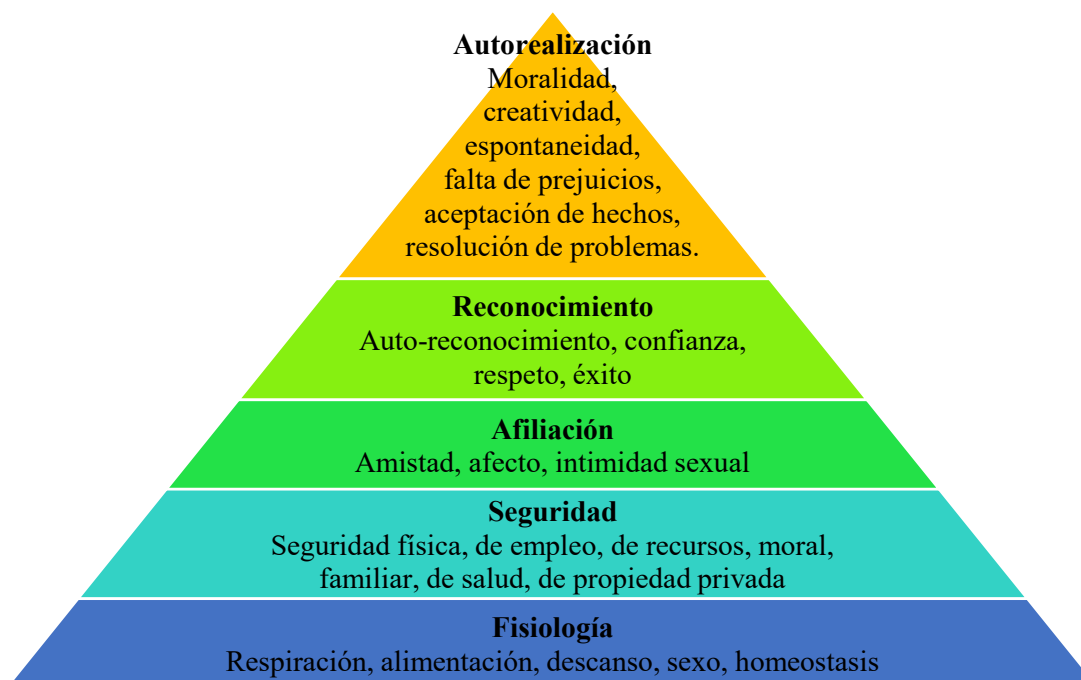 Autorealización
Moralidad,
creatividad,
espontaneidad,
falta de prejuicios,
aceptación de hechos,
resolución de problemas.
Reconocimiento
Auto-reconocimiento, confianza,
respeto, éxito
Afiliación
Amistad, afecto, intimidad sexual
Seguridad
Seguridad física, de empleo, de recursos, moral,
familiar, de salud, de propiedad privada
Fisiología
Respiración, alimentación, descanso, sexo, homeostasis